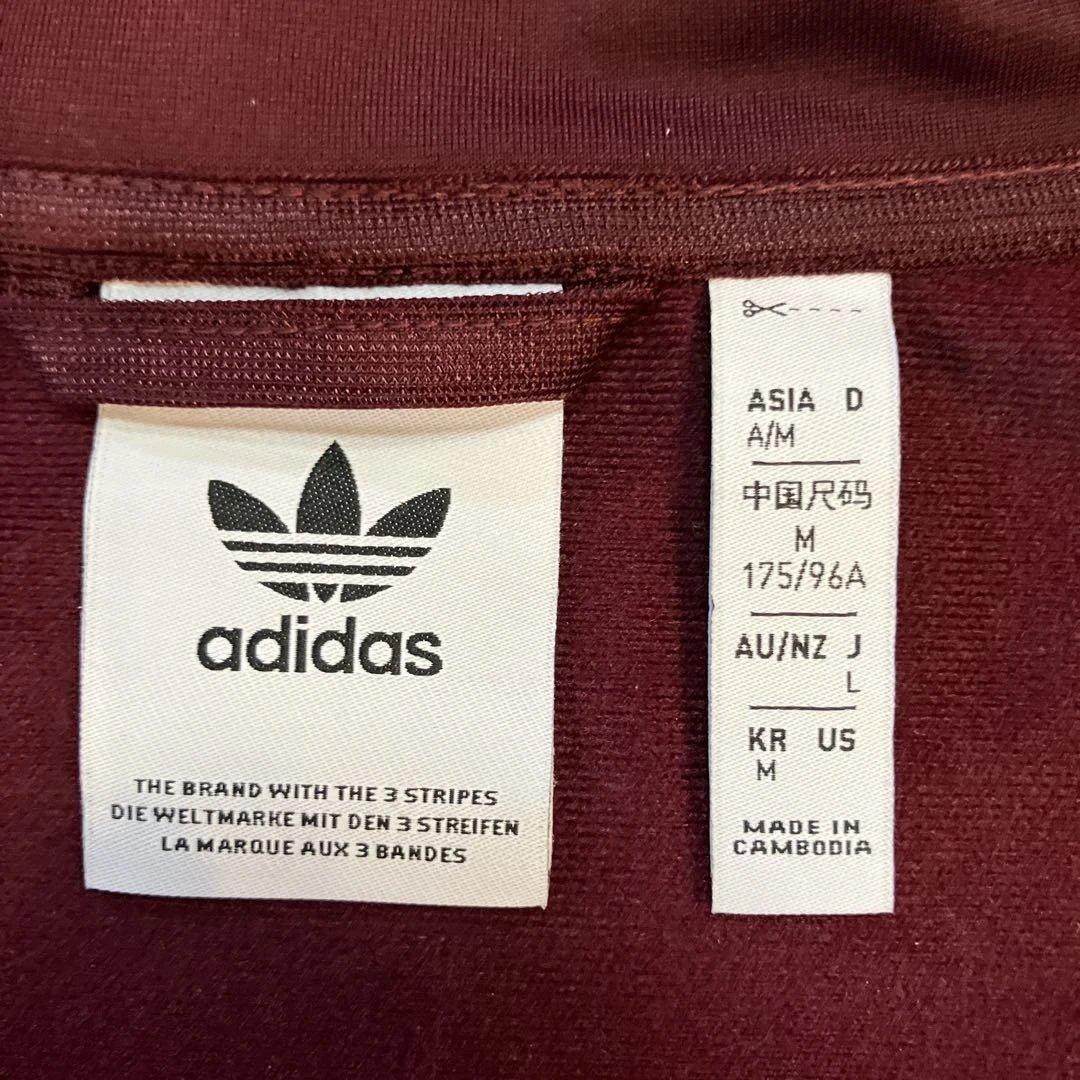 adidas
THE BRAND WITH THE 3 STRIPES
DIE WELTMARKE MIT DEN 3 STREIFEN
LA MARQUE AUX 3 BANDES
ASIA D
A/M
中国尺码
M
175/96A
AU/NZ J
L
KR US
M
MADE IN
CAMBODIA